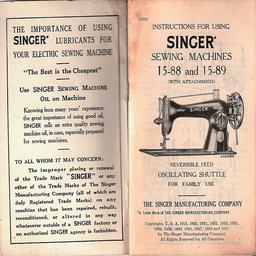 THE IMPORTANCE OF USING
SINGER* LUBRICANTS FOR
YOUR ELECTRIC SEWING MACHINE
"The Best is the Cheapest"
USE SINGER SEWING MACHINE
OIL ON MACHINE
Knowing from many years' experience
the great importance of using good oil,
SINGER sells an extra quality sewing
machine oil, in cans, especially prepared
for sewing machines.
TO ALL WHOM IT MAY CONCERN:
The improper placing or renewal
of the Trade Mark "SINGER" or any
other of the Trade Marks of The Singer
Manufacturing Company (all of which are
duly Registered Trade Marks) on any
machine that has been repaired, rebuilt,
reconditioned, or altered in any way
whatsoever outside of a SINGER factory or
an authorized SINGER agency is forbidden.
INSTRUCTIONS FOR USING
SINGER*
SEWING MACHINES
15-88 and 15-89
(WITH ATTACHMENTS)
REVERSIBLE FEED
OSCILLATING SHUTTLE
FOR FAMILY USE
THE SINGER MANUFACTURING COMPANY
*A Trade Mark of THE SINGER MANUFACTURING COMPANY
Copyright, U. S. A.
by The Singer Manufacturing Company
All Rights Reserved for All Countries